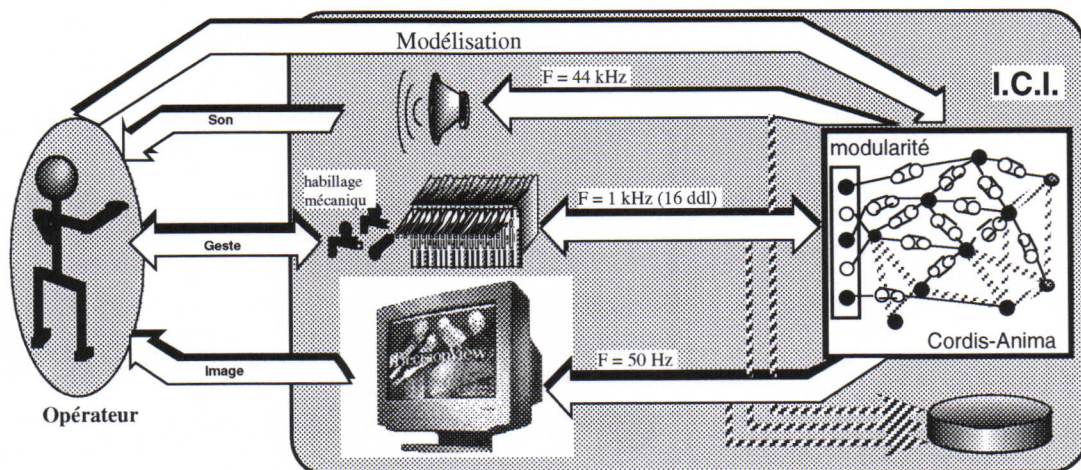 Modélisation
F = 44 kHz
I.C.I.
Son
modularité
habillage
mécaniqu
F = 1 kHz (16 ddl)
Geste
Cordis-Anima
F = 50 Hz
Image
Opérateur